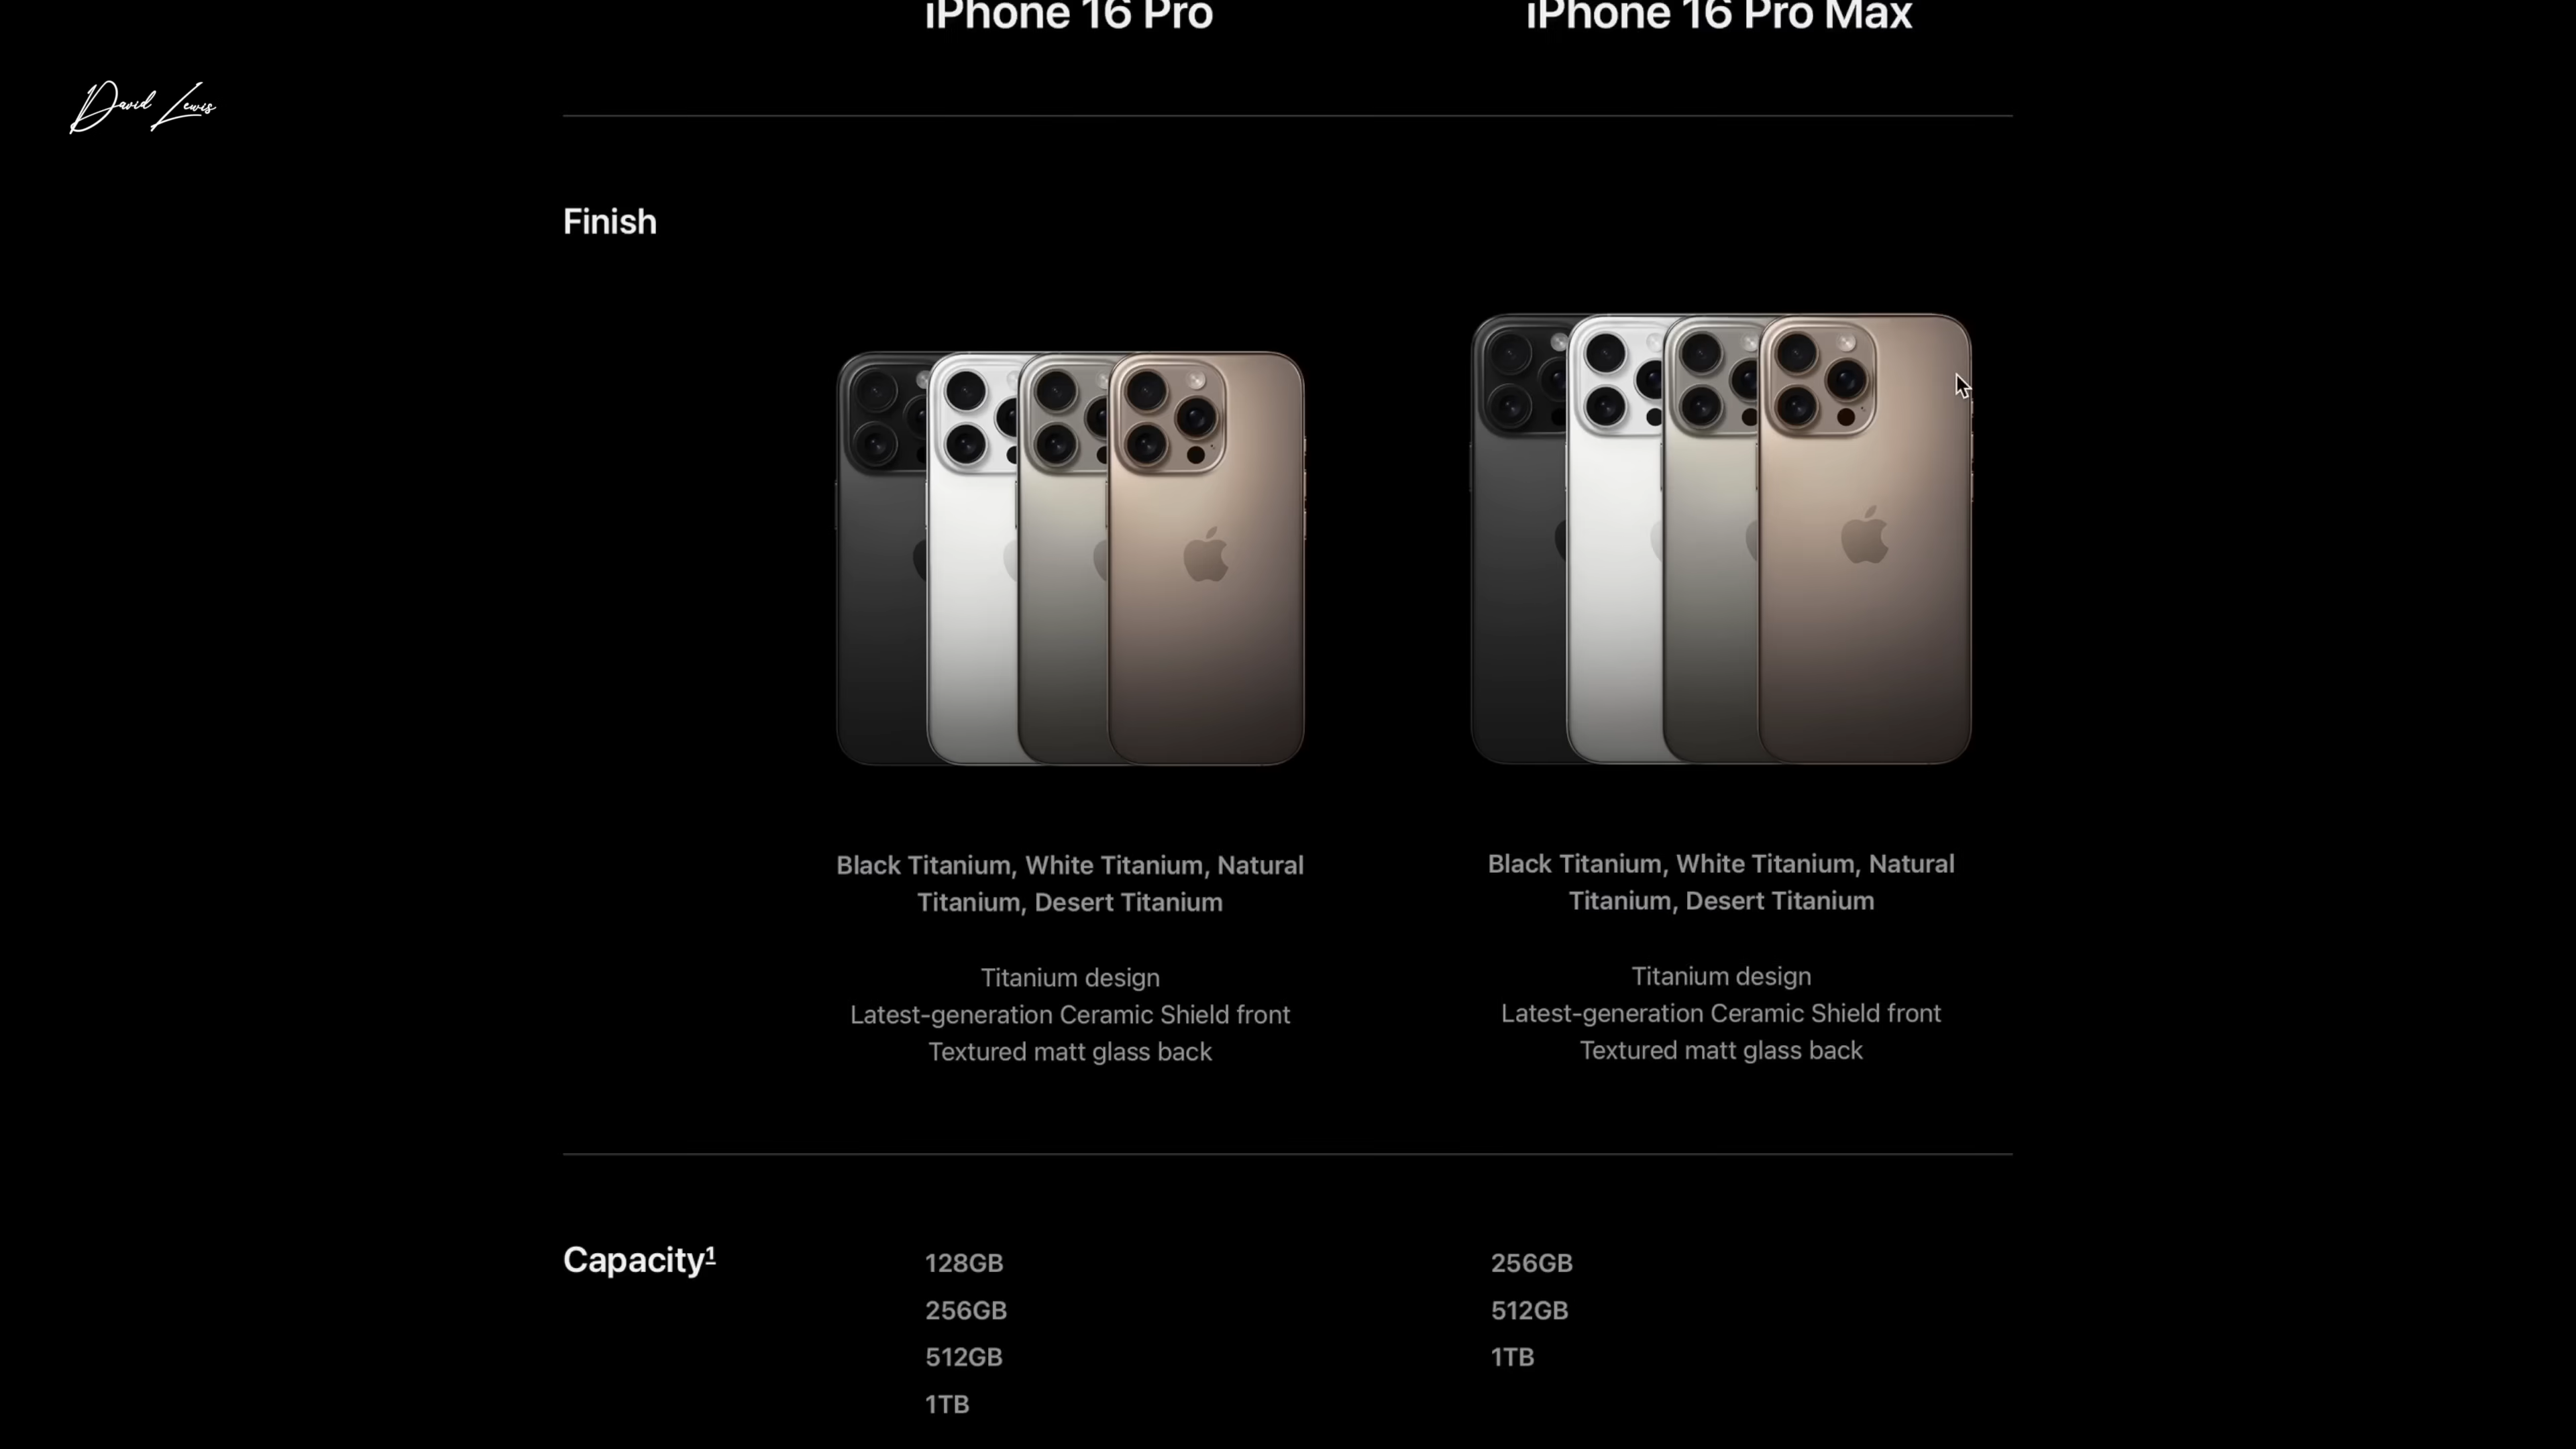 iPhone 16 Pro
iPhone 16 Pro Max
David Lewis
Finish
Black Titanium, White Titanium, Natural
Titanium, Desert Titanium
Titanium design
Latest-generation Ceramic Shield front
Textured matt glass back
Black Titanium, White Titanium, Natural
Titanium, Desert Titanium
Titanium design
Latest-generation Ceramic Shield front
Textured matt glass back
Capacity¹
128GB
256GB
512GB
1TB
256GB
512GB
1TB